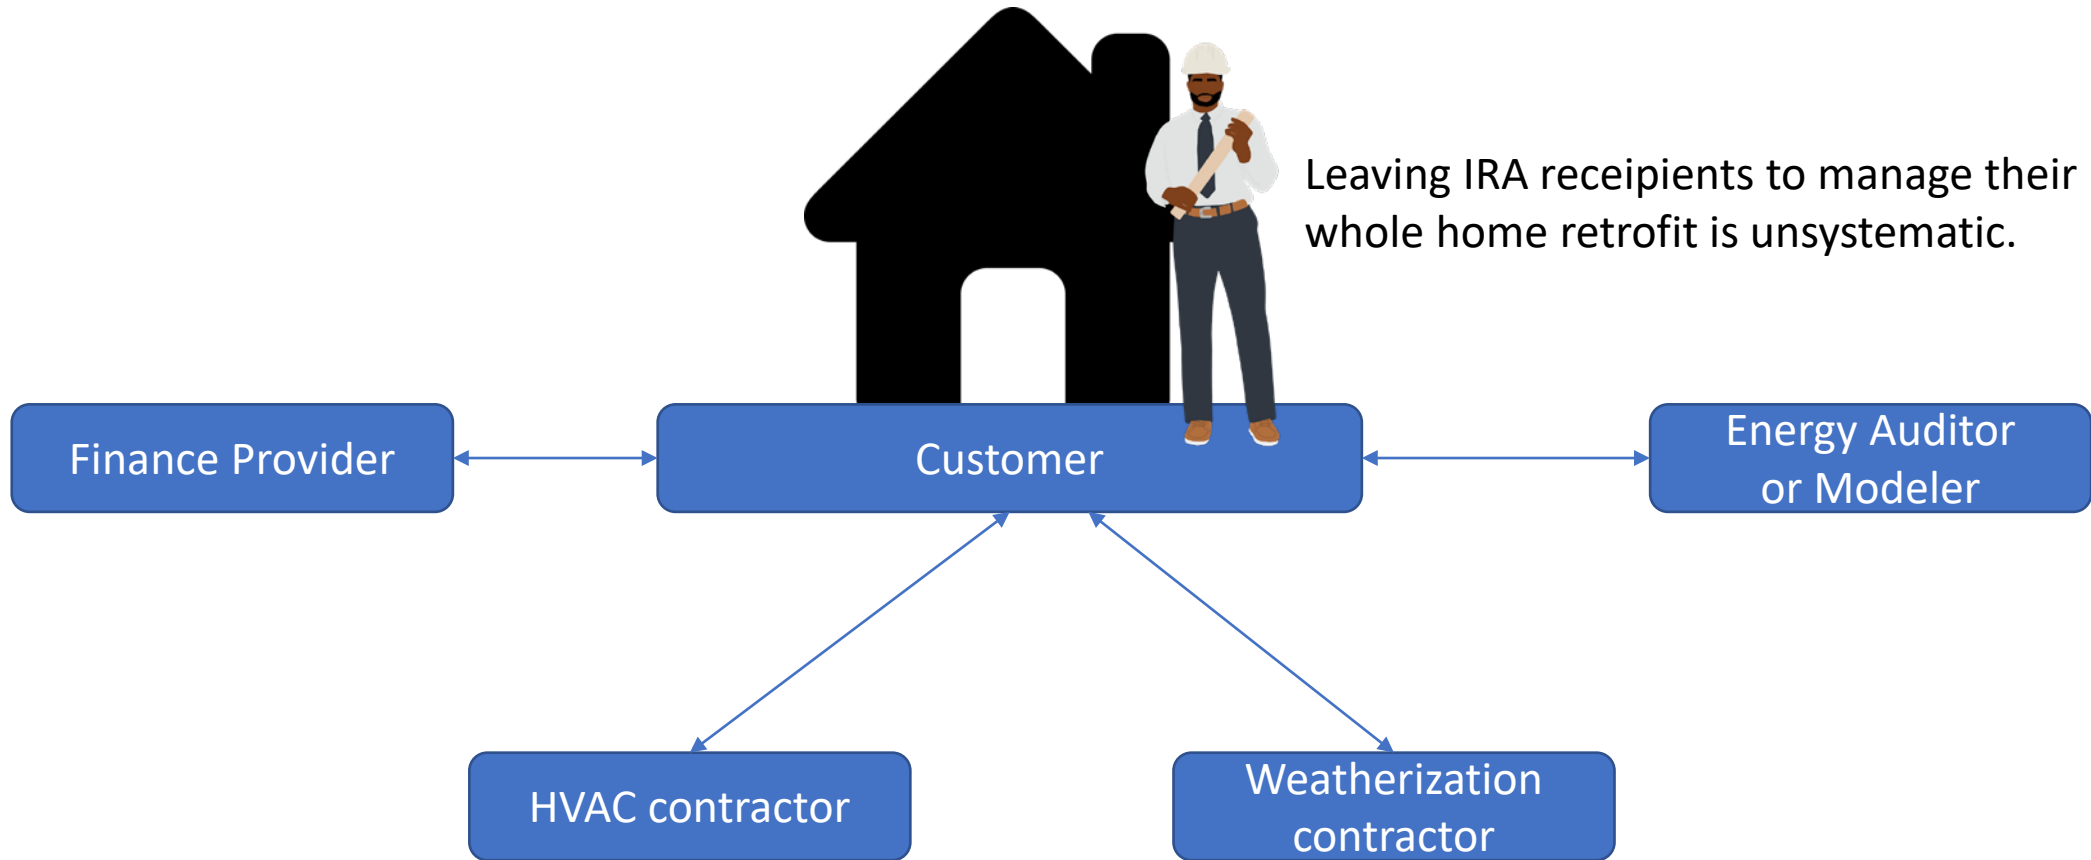 Leaving IRA receipients to manage their
whole home retrofit is unsystematic.
Finance Provider
Customer
Energy Auditor
or Modeler
HVAC contractor
Weatherization
contractor